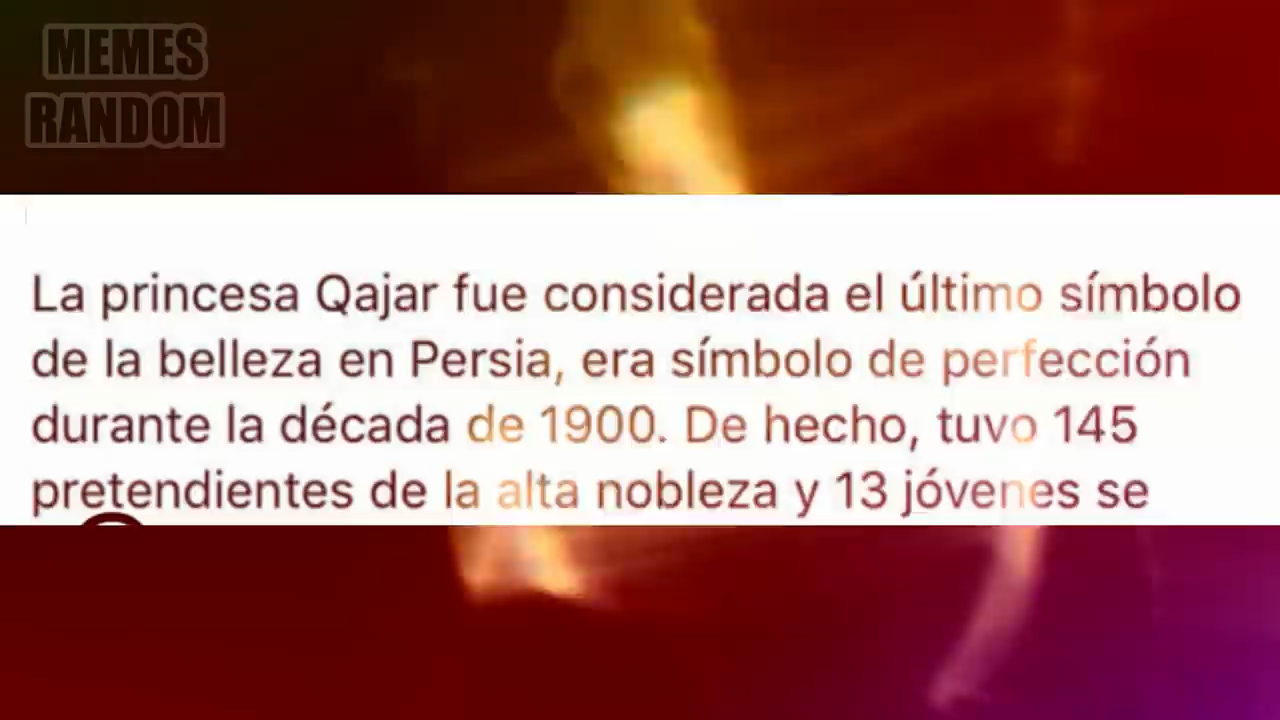 MEMES
RANDOM
La princesa Qajar fue considerada el último símbolo
de la belleza en Persia, era símbolo de perfección
durante la década de 1900. De hecho, tuvo 145
pretendientes de la alta nobleza y 13 jóvenes se